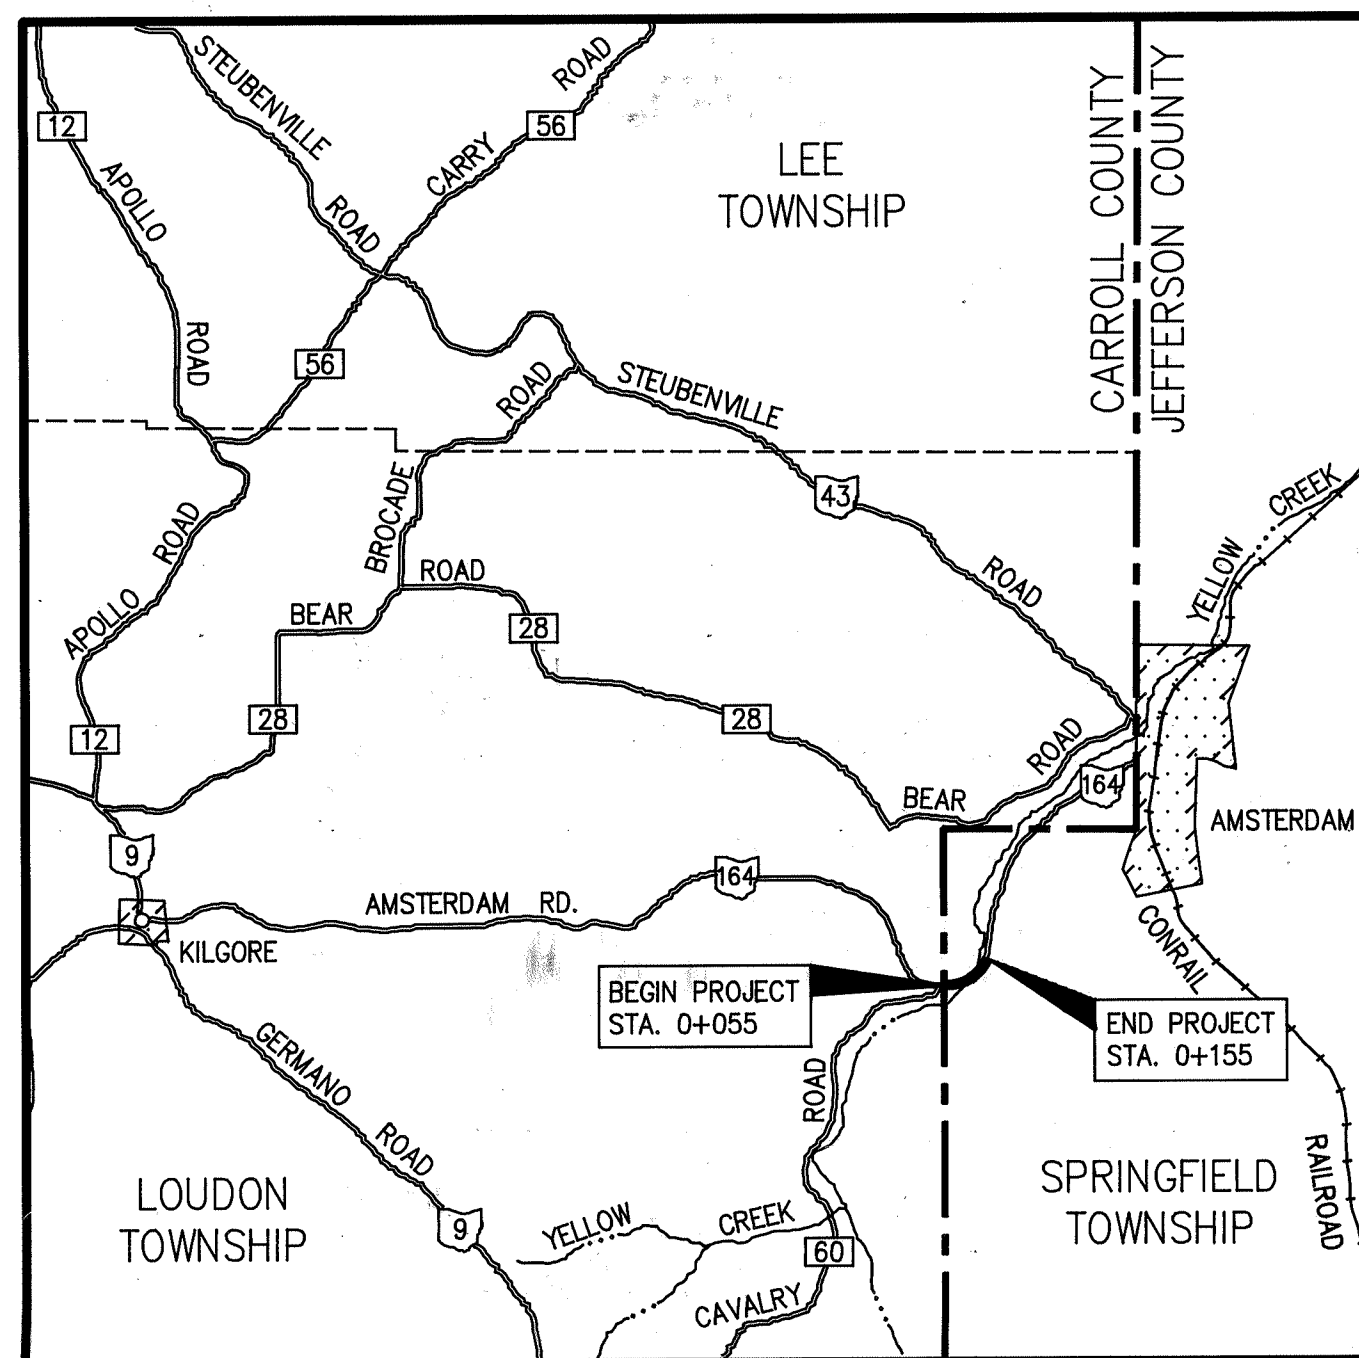 STEUBENVILLE
ROAD
CARRY
ROAD
56
12
APOLLO
ROAD
56
LEE
TOWNSHIP
CARROLL COUNTY
JEFFERSON COUNTY
ROAD
STEUBENVILLE
43
ROAD
BROCADE
ROAD
APOLLO
ROAD
BEAR
28
28
28
12
YELLOW
CREEK
ROAD
BEAR
164
AMSTERDAM
9
164
AMSTERDAM RD.
KILGORE
CONRAIL
BEGIN PROJECT
STA. 0+055
END PROJECT
STA. 0+155
GERMANO
ROAD
ROAD
RAILROAD
LOUDON
TOWNSHIP
SPRINGFIELD
TOWNSHIP
9
YELLOW
CREEK
60
CAVALRY